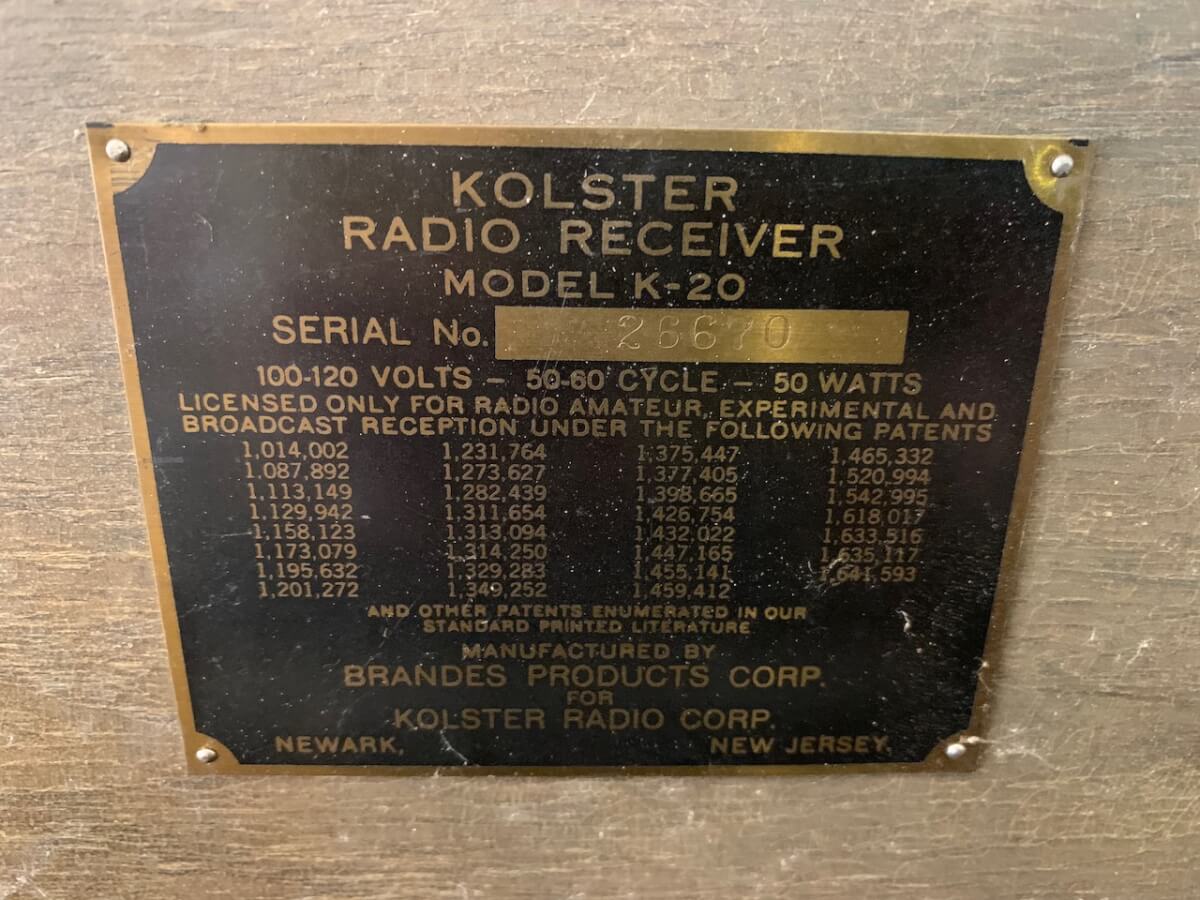 KOLSTER
RADIO RECEIVER
MODEL K-20
SERIAL No. 26670
100-120 VOLTS – 50-60 CYCLE – 50 WATTS
LICENSED ONLY FOR RADIO AMATEUR, EXPERIMENTAL AND
BROADCAST RECEPTION UNDER THE FOLLOWING PATENTS
1,014,002 1,231,764 1,375,447 1,465,332
1,087,892 1,273,627 1,377,405 1,520,994
1,113,149 1,282,439 1,398,665 1,542,995
1,129,942 1,311,654 1,426,754 1,618,017
1,158,123 1,313,094 1,432,022 1,633,516
1,173,079 1,314,250 1,447,165 1,635,117
1,195,632 1,329,283 1,455,141 1,641,593
1,201,272 1,349,252 1,459,412
AND OTHER PATENTS ENUMERATED IN OUR
STANDARD PRINTED LITERATURE
MANUFACTURED BY
BRANDES PRODUCTS CORP.
FOR
KOLSTER RADIO CORP.
NEWARK, NEW JERSEY.